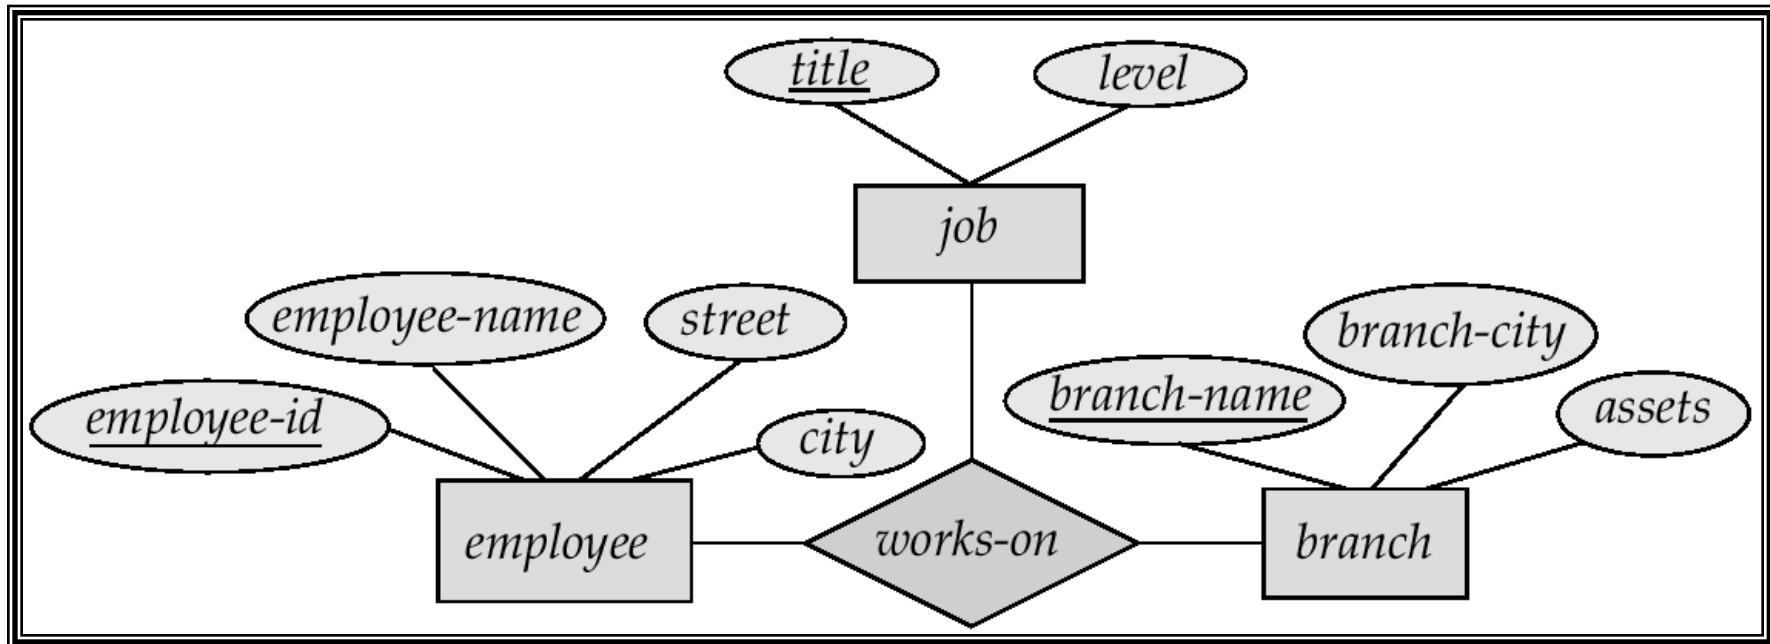 title
level
job
employee-name
street
employee-id
city
branch-city
branch-name
assets
employee
works-on
branch